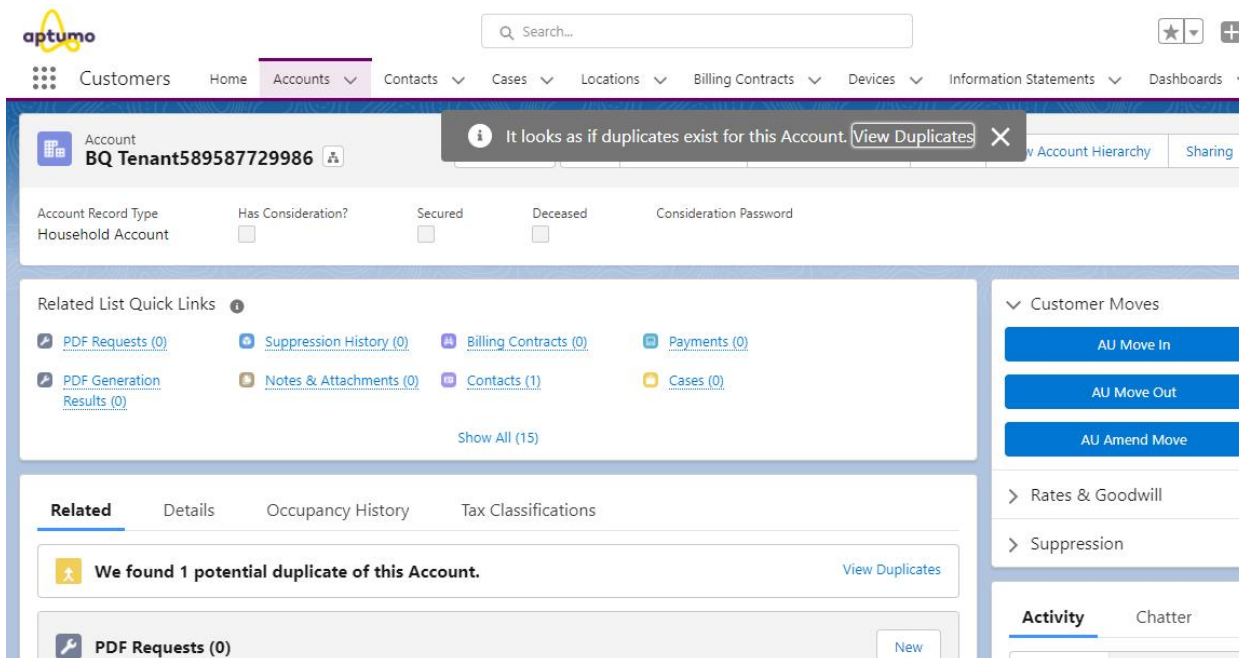 aptumo
Search...
Customers Home Accounts Contacts Cases Locations Billing Contracts Devices Information Statements Dashboards
It looks as if duplicates exist for this Account. View Duplicates
Account
BQ Tenant589587729986
Account Hierarchy Sharing
Account Record Type Has Consideration? Secured Deceased Consideration Password
Household Account
Related List Quick Links
PDF Requests (0) Suppression History (0) Billing Contracts (0) Payments (0)
PDF Generation Notes & Attachments (0) Contacts (1) Cases (0)
Results (0)
Show All (15)
Customer Moves
AU Move In
AU Move Out
AU Amend Move
Rates & Goodwill
Suppression
Related Details Occupancy History Tax Classifications
We found 1 potential duplicate of this Account. View Duplicates
PDF Requests (0) New
Activity Chatter